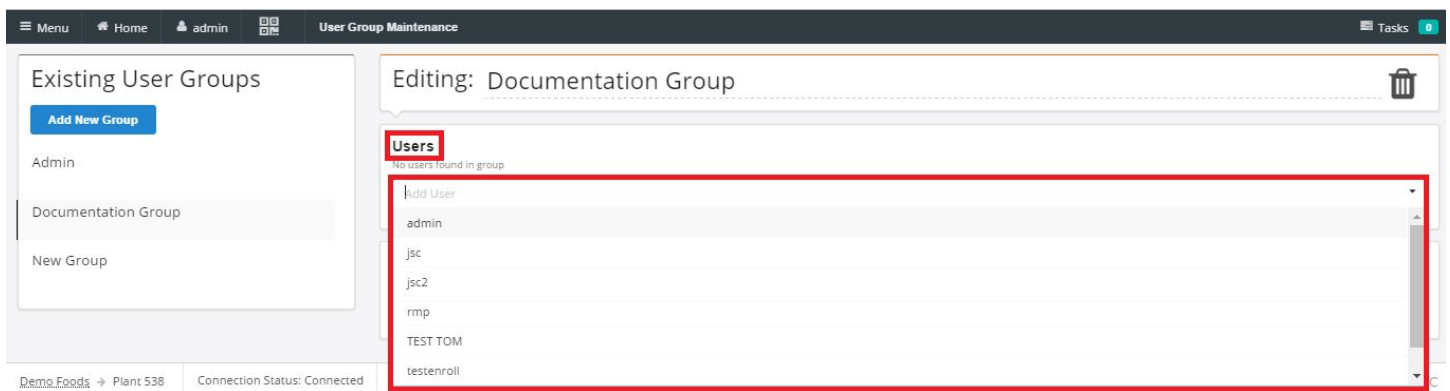 Menu Home admin User Group Maintenance Tasks 0
Existing User Groups
Add New Group
Admin
Documentation Group
New Group
Editing: Documentation Group
Users
No users found in group
Add User
admin
jsc
jsc2
rmp
TEST TOM
testenroll
Demo Foods → Plant 538 Connection Status: Connected